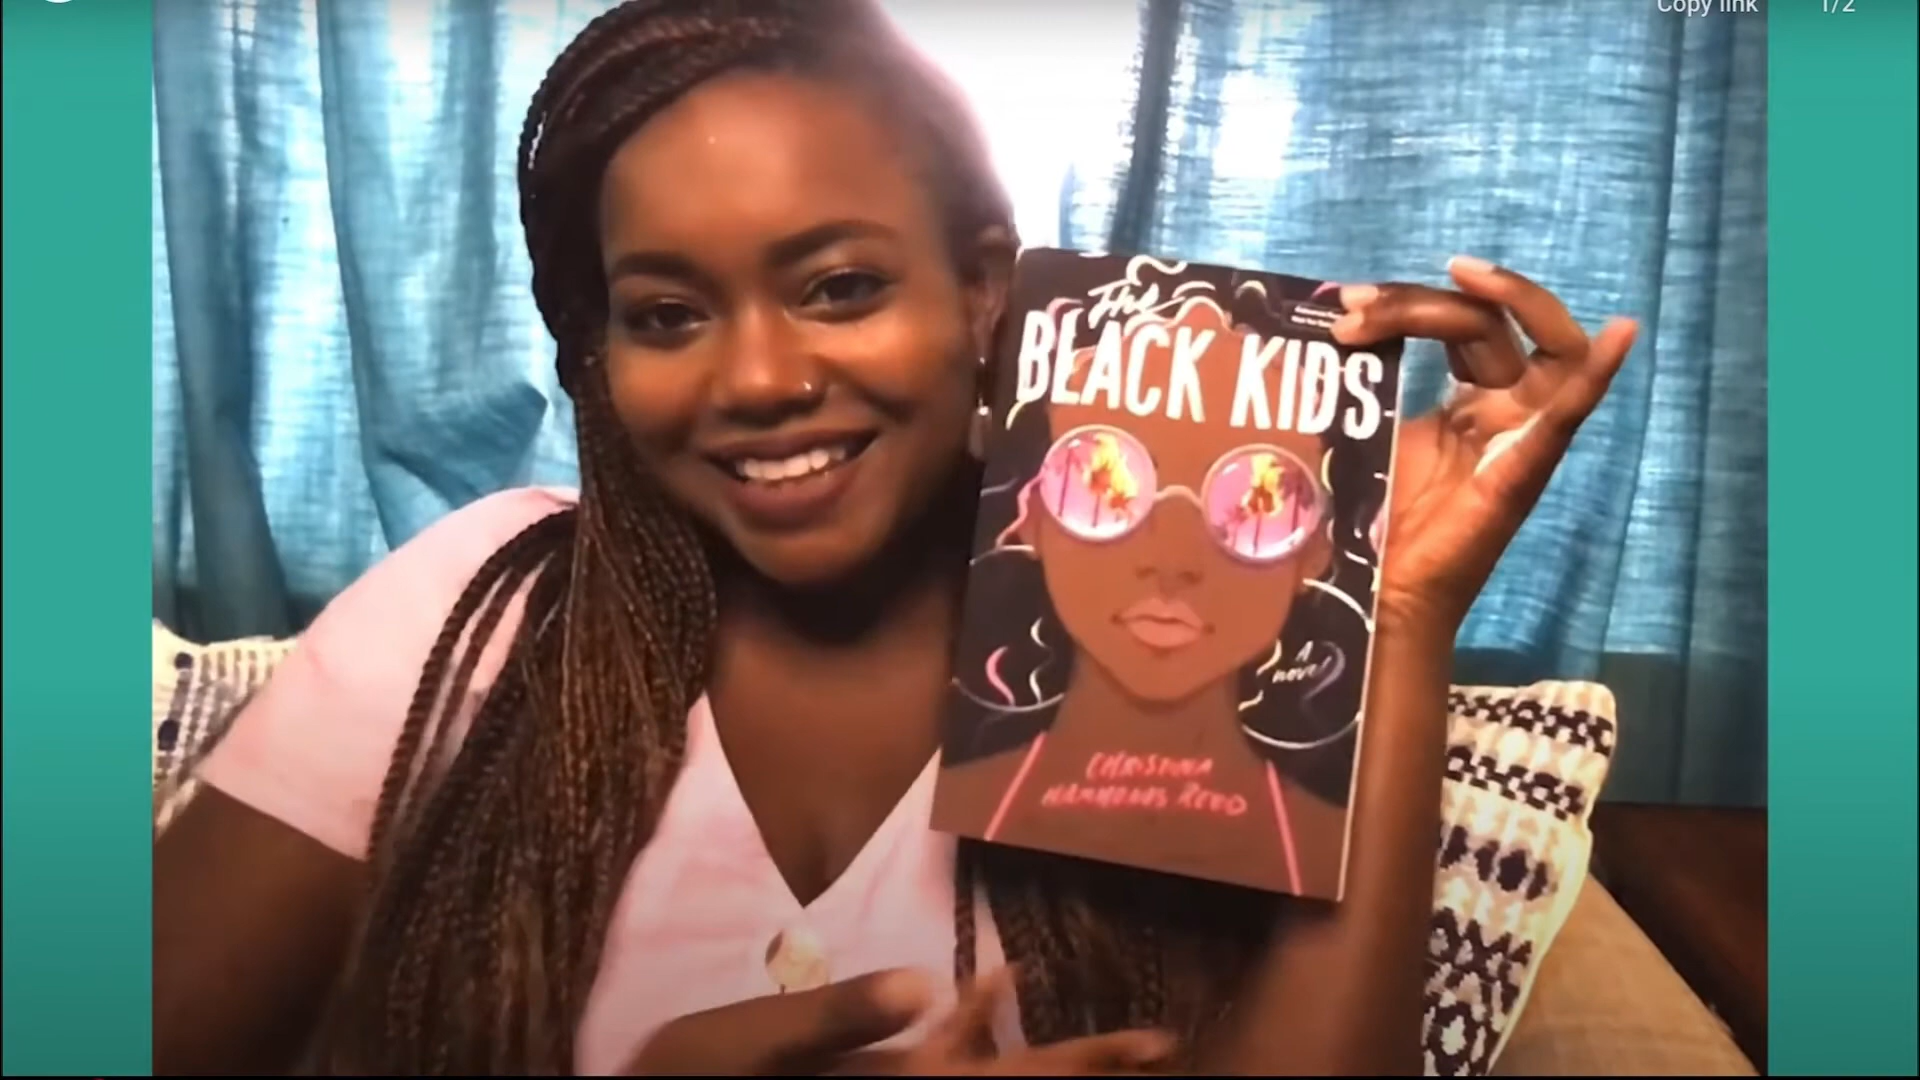 Copy link
1/2
The
BLACK KIDS
A
novel
CHRISTINA
HAMMONDS REED